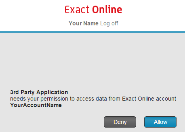 Exact Online
Your Name Log off
3rd Party Application
needs your permission to access data from Exact Online account
YourAccountName
Deny Allow